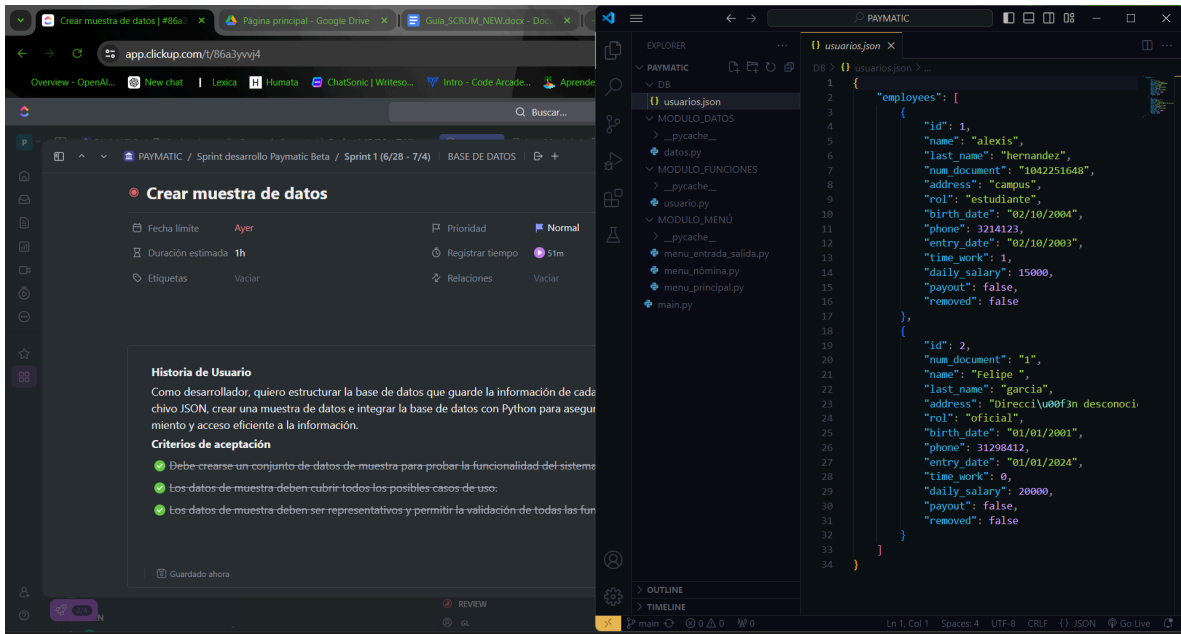 Crear muestra de datos | #86a3
Página principal - Google Drive
Guía_SCRUM_NEW.docx - Docu
app.clickup.com/t/86a3yvvj4
Overview - OpenAI...
New chat
Lexica
Humata
ChatSonic | Writeso...
Intro - Code Arcade...
Aprende
Buscar...
PAYMATIC / Sprint desarrollo Paymatic Beta / Sprint 1 (6/28 - 7/4) | BASE DE DATOS
Crear muestra de datos
Fecha límite Ayer Prioridad Normal
Duración estimada 1h Registrar tiempo 51m
Etiquetas Vaciar Relaciones Vaciar
Historia de Usuario
Como desarrollador, quiero estructurar la base de datos que guarde la información de cada
chivo JSON, crear una muestra de datos e integrar la base de datos con Python para asegur
miento y acceso eficiente a la información.
Criterios de aceptación
Debe crearse un conjunto de datos de muestra para probar la funcionalidad del sistema
Los datos de muestra deben cubrir todos los posibles casos de uso.
Los datos de muestra deben ser representativos y permitir la validación de todas las fun
Guardado ahora
2/4
REVIEW
GL
PAYMATIC
EXPLORER
PAYMATIC
DB
{} usuarios.json
MODULO_DATOS
__pycache__
datos.py
MODULO_FUNCIONES
__pycache__
usuario.py
MODULO_MENÚ
__pycache__
menu_entrada_salida.py
menu_nómina.py
menu_principal.py
main.py
OUTLINE
TIMELINE
{} usuarios.json
DB > {} usuarios.json > ...
1 {
2 "employees": [
3 {
4 "id": 1,
5 "name": "alexis",
6 "last_name": "hernandez",
7 "num_document": "1042251648",
8 "address": "campus",
9 "rol": "estudiante",
10 "birth_date": "02/10/2004",
11 "phone": 3214123,
12 "entry_date": "02/10/2003",
13 "time_work": 1,
14 "daily_salary": 15000,
15 "payout": false,
16 "removed": false
17 },
18 {
19 "id": 2,
20 "num_document": "1",
21 "name": "Felipe ",
22 "last_name": "garcia",
23 "address": "Direcci\u00f3n desconoci
24 "rol": "oficial",
25 "birth_date": "01/01/2001",
26 "phone": 31298412,
27 "entry_date": "01/01/2024",
28 "time_work": 0,
29 "daily_salary": 20000,
30 "payout": false,
31 "removed": false
32 }
33 ]
34 }
main 0 0 0 Ln 1, Col 1 Spaces: 4 UTF-8 CRLF {} JSON Go Live